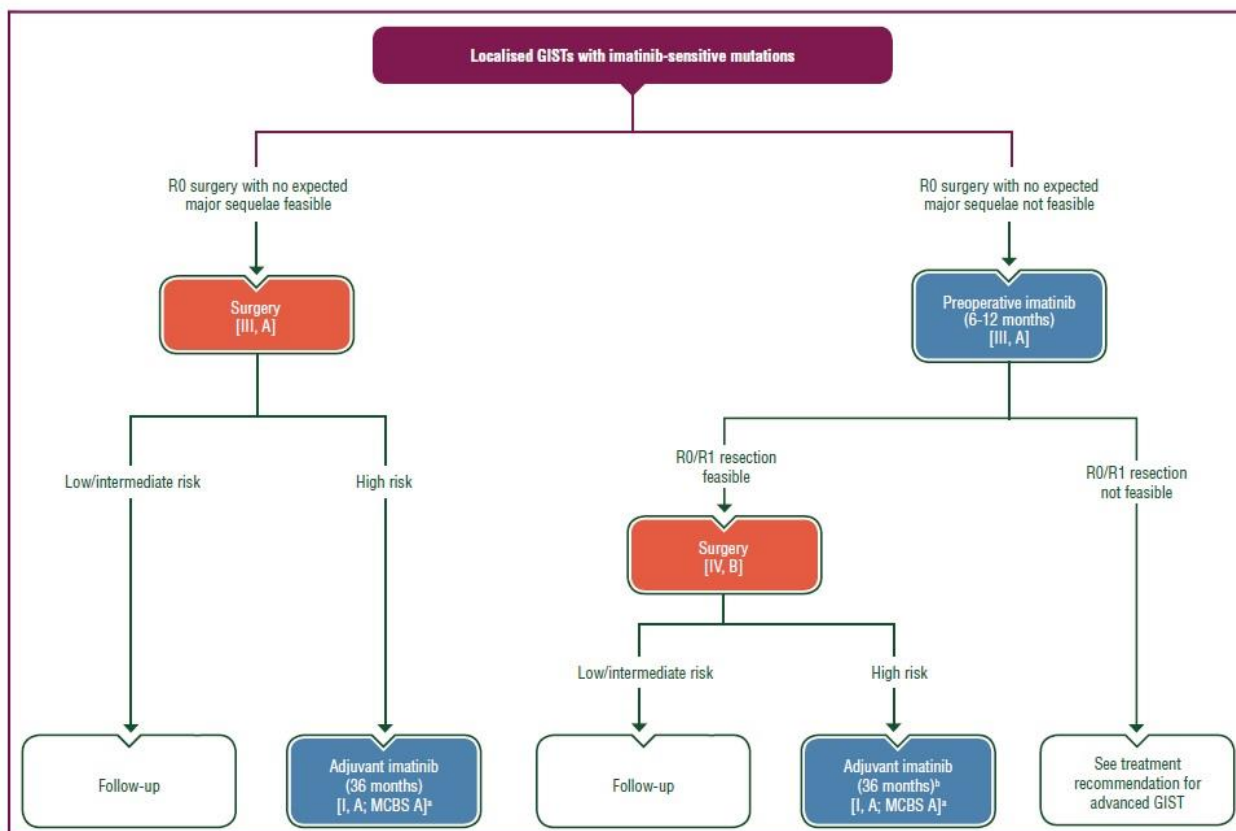 Localised GISTs with imatinib-sensitive mutations
R0 surgery with no expected
major sequelae feasible
R0 surgery with no expected
major sequelae not feasible
Surgery
[III, A]
Preoperative imatinib
(6-12 months)
[III, A]
Low/intermediate risk
High risk
R0/R1 resection
feasible
R0/R1 resection
not feasible
Surgery
[IV, B]
Low/intermediate risk
High risk
Follow-up
Adjuvant imatinib
(36 months)
[I, A; MCBS A]ᵃ
Follow-up
Adjuvant imatinib
(36 months)ᵇ
[I, A; MCBS A]ᵃ
See treatment
recommendation for
advanced GIST